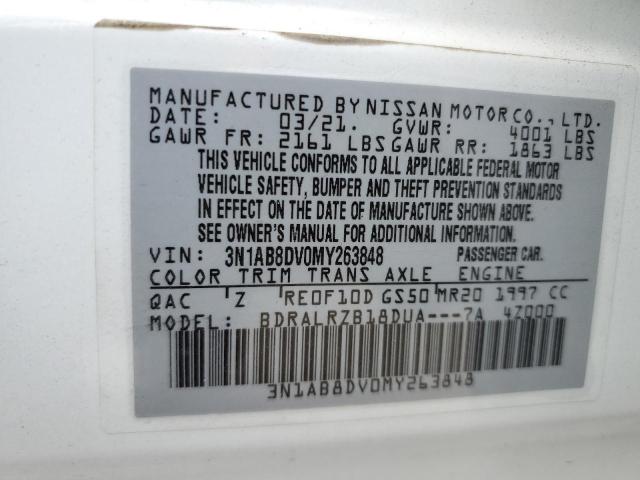 MANUFACTURED BY NISSAN MOTOR CO., LTD.
DATE: 03/21. GVWR: 4001 LBS
GAWR FR: 2161 LBS GAWR RR: 1863 LBS
THIS VEHICLE CONFORMS TO ALL APPLICABLE FEDERAL MOTOR
VEHICLE SAFETY, BUMPER AND THEFT PREVENTION STANDARDS
IN EFFECT ON THE DATE OF MANUFACTURE SHOWN ABOVE.
SEE OWNER'S MANUAL FOR ADDITIONAL INFORMATION.
VIN: 3N1AB8DV0MY263848 PASSENGER CAR.
COLOR TRIM TRANS AXLE ENGINE
QAC Z RE0F10D GS50 MR20 1997 CC
MODEL: BDRALRZB18DUA---7A 4Z000
3N1AB8DV0MY263848